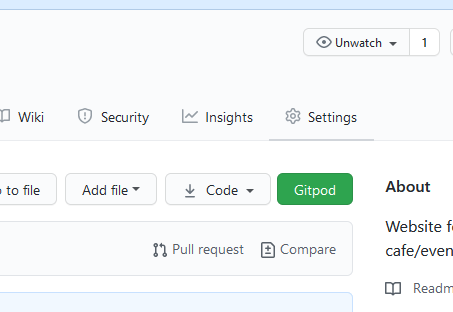 Unwatch 1
Wiki Security Insights Settings
to file Add file Code Gitpod
About
Website
Pull request Compare
cafe/even
Readm